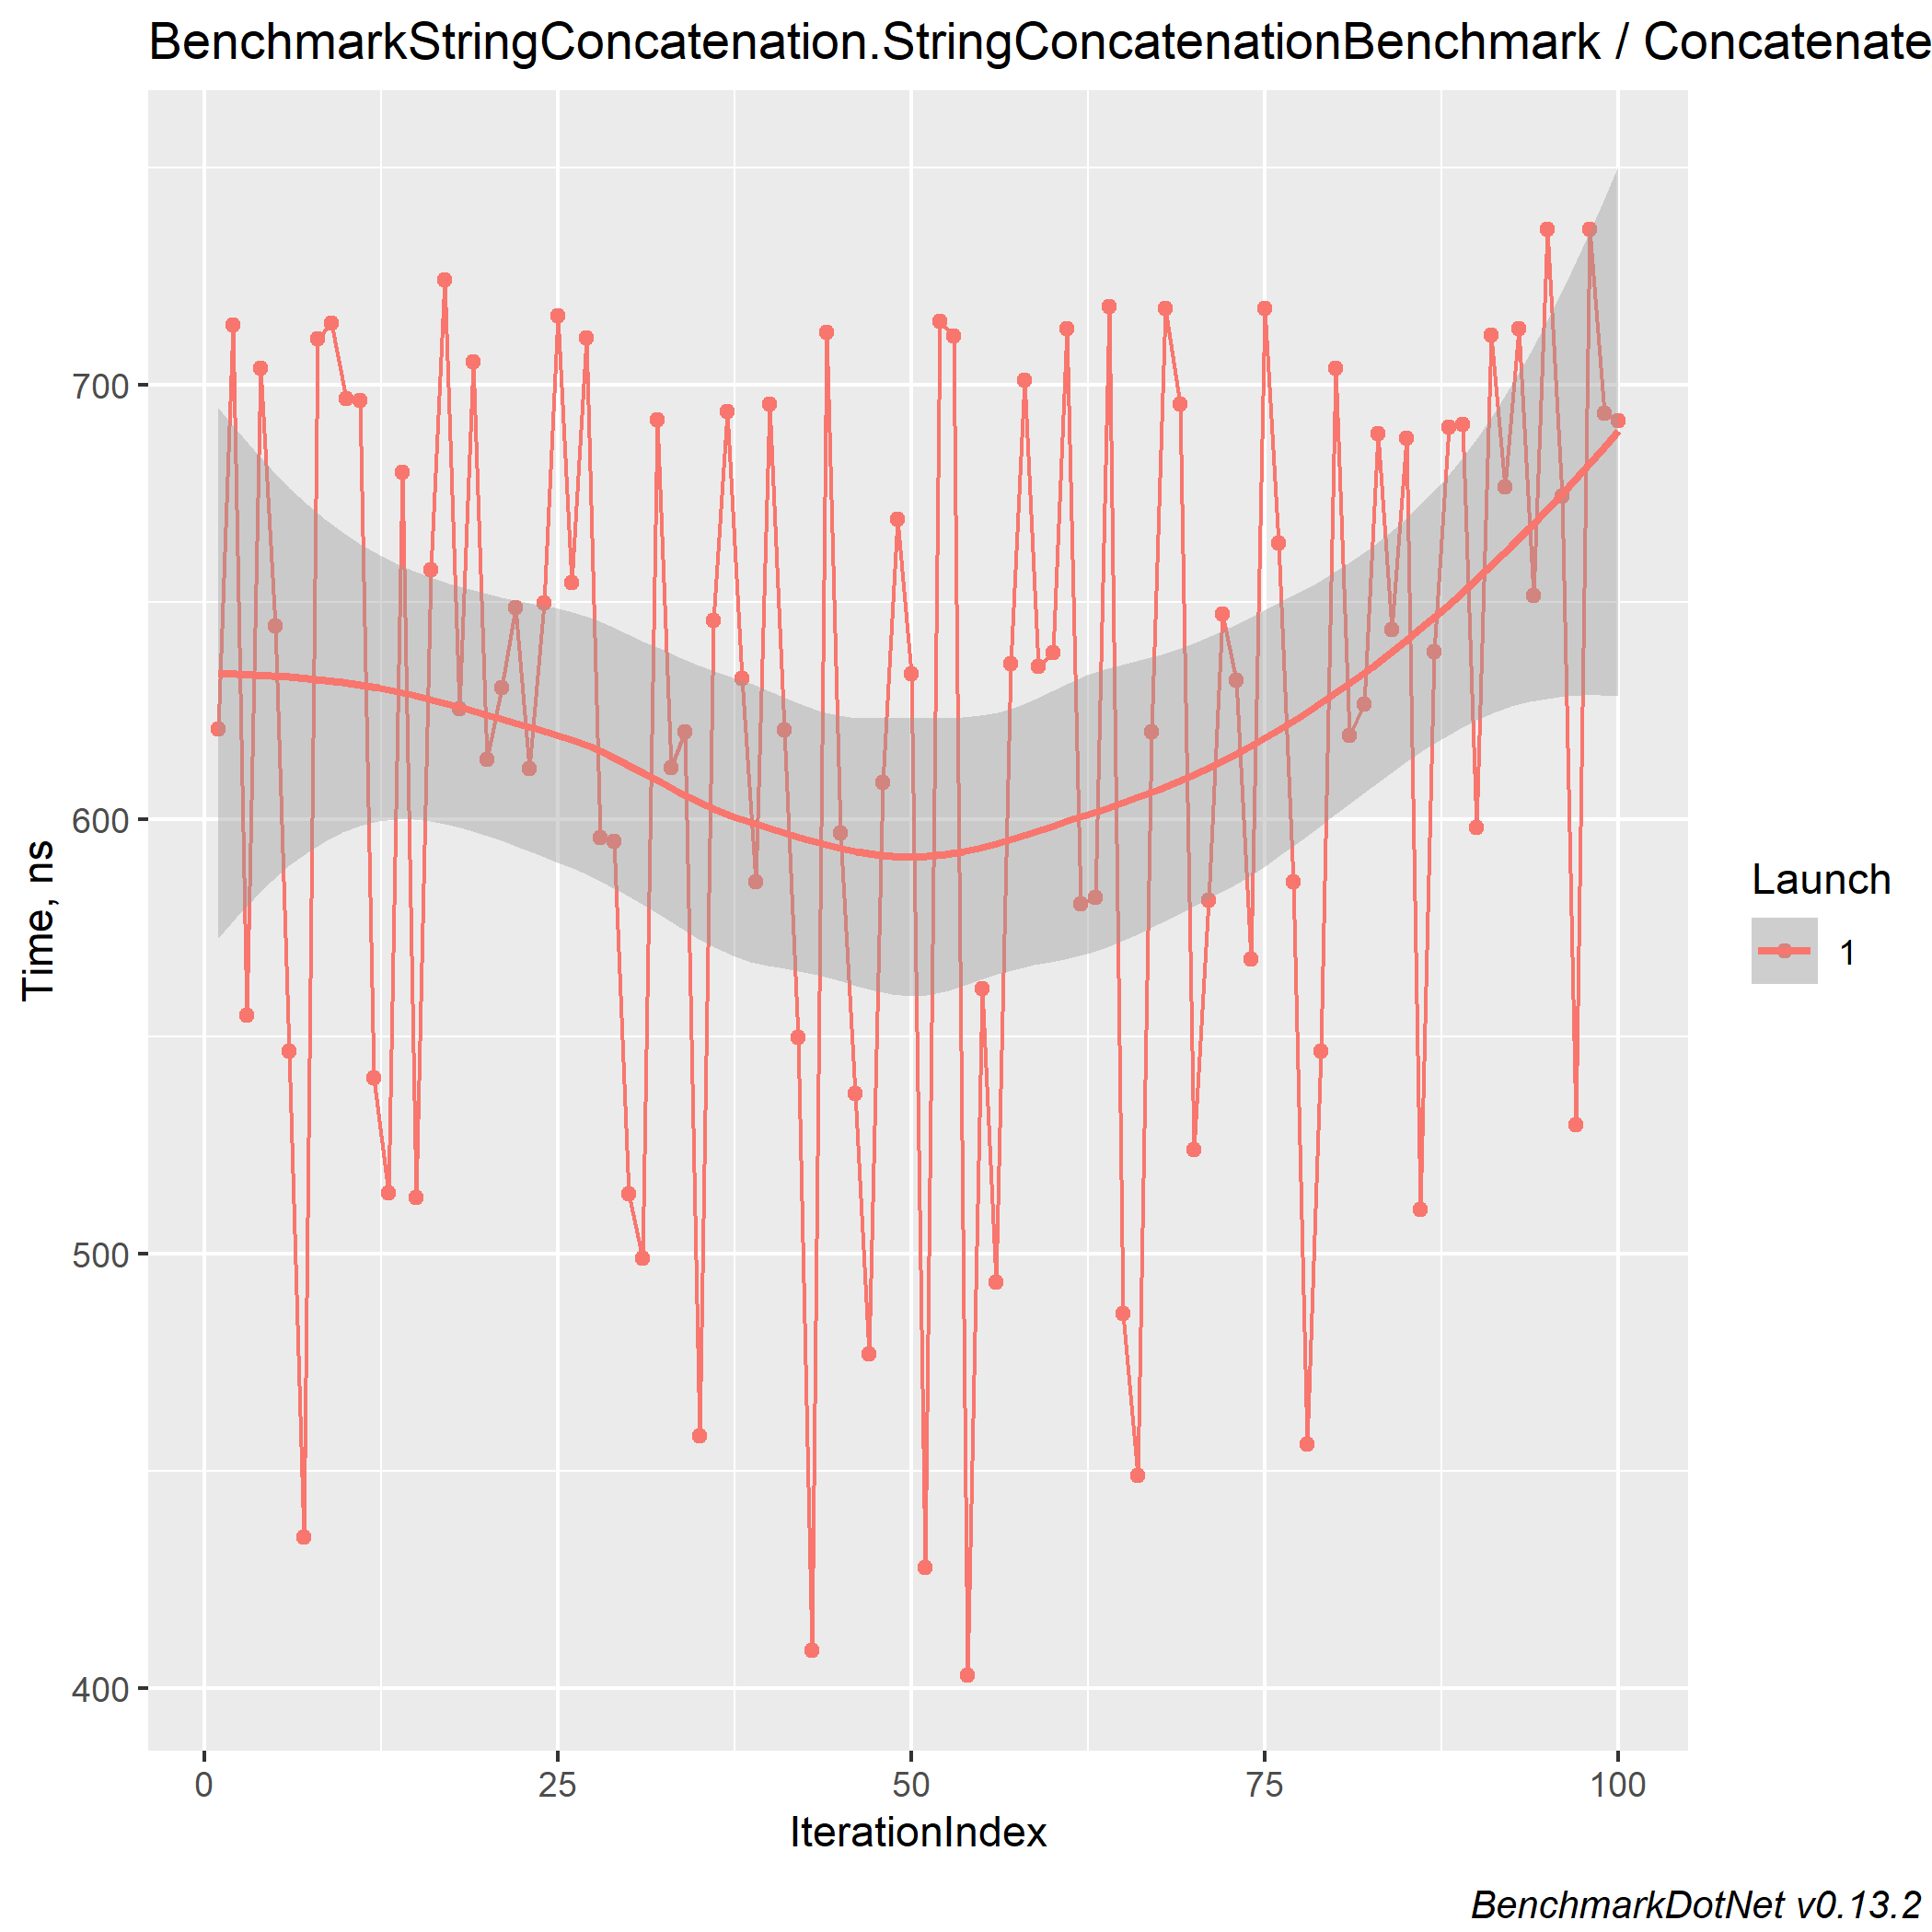 BenchmarkStringConcatenation.StringConcatenationBenchmark / Concatenate
700
600
500
400
Time, ns
0 25 50 75 100
IterationIndex
Launch
1
BenchmarkDotNet v0.13.2